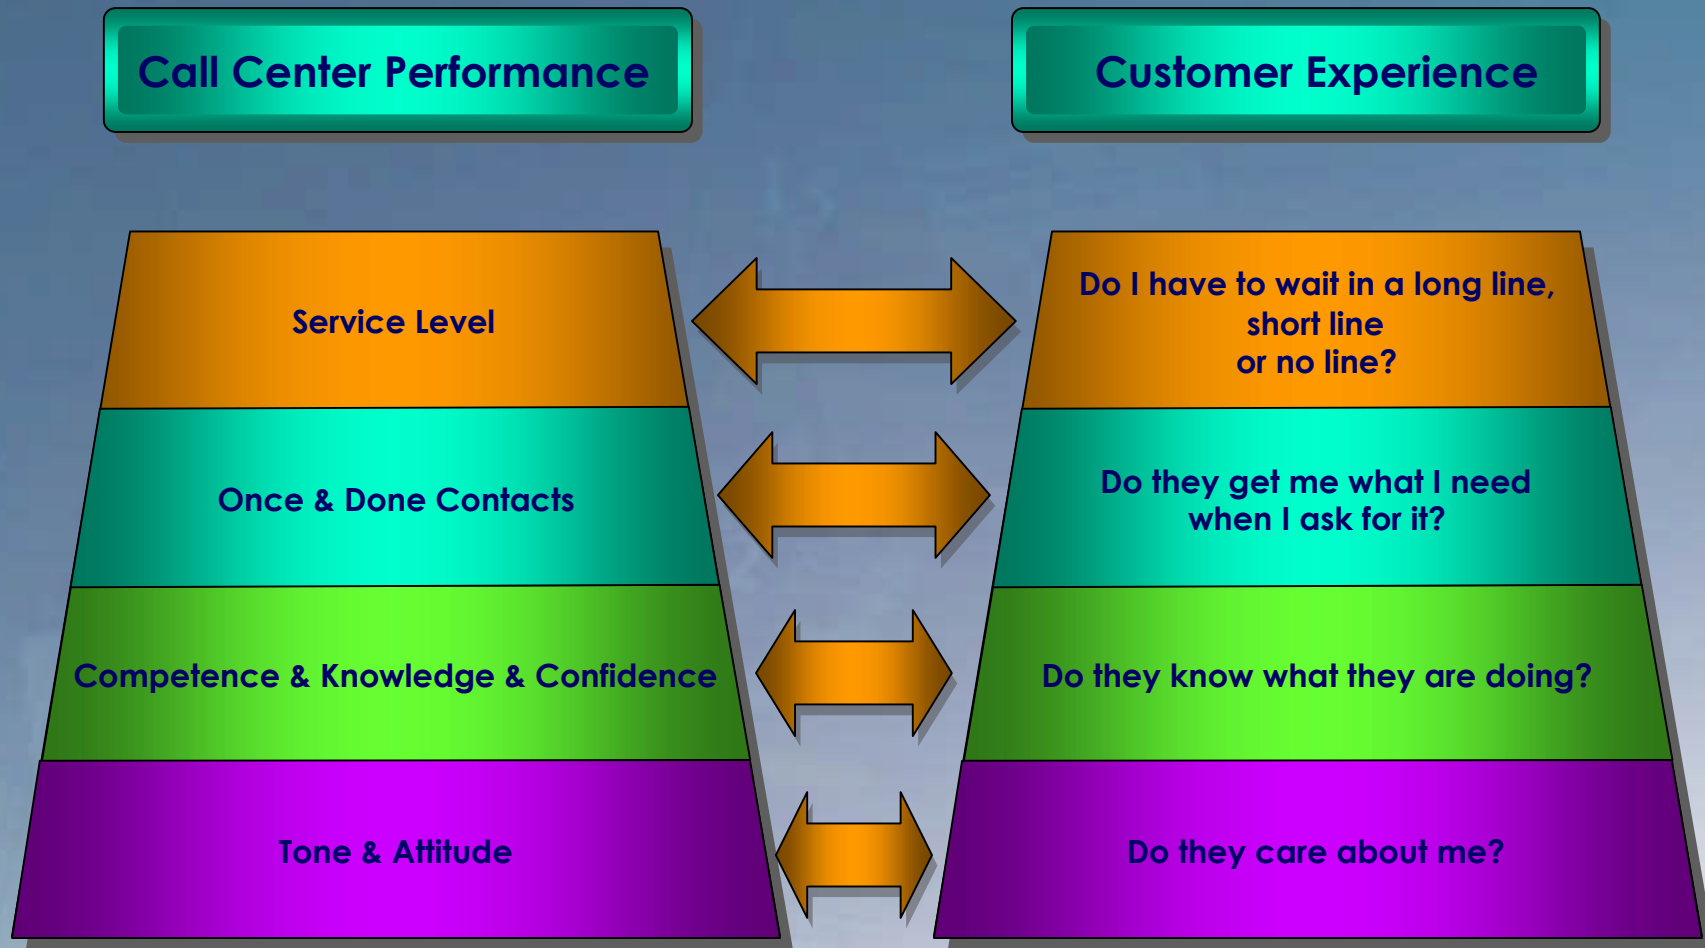 Call Center Performance
Customer Experience
Service Level
Do I have to wait in a long line,
short line
or no line?
Once & Done Contacts
Do they get me what I need
when I ask for it?
Competence & Knowledge & Confidence
Do they know what they are doing?
Tone & Attitude
Do they care about me?